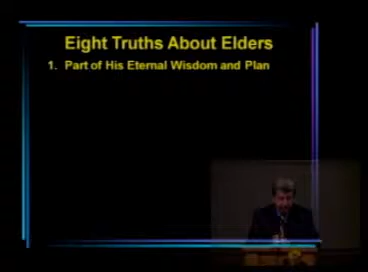 Eight Truths About Elders
1. Part of His Eternal Wisdom and Plan